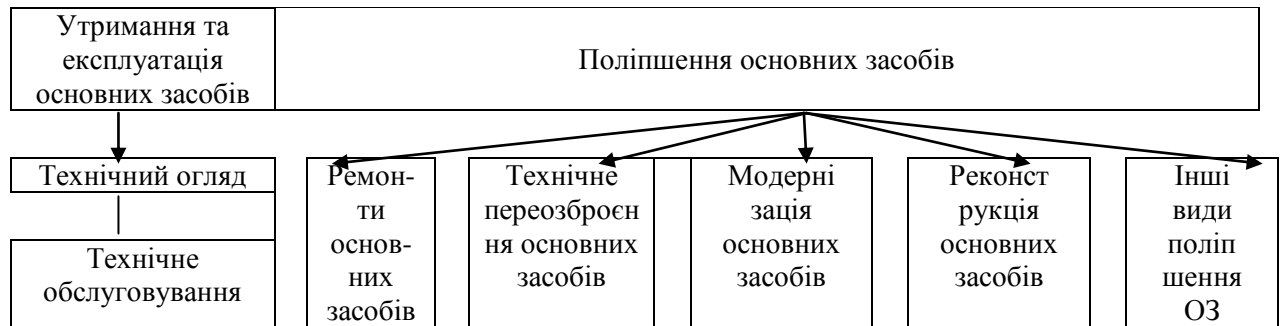 Утримання та
експлуатація
основних засобів
Поліпшення основних засобів
Технічний огляд
Технічне
обслуговування
Ремон-
ти
основ-
них
засобів
Технічне
переозброєн
ня основних
засобів
Модерні
зація
основних
засобів
Реконст
рукція
основних
засобів
Інші
види
поліп
шення
ОЗ